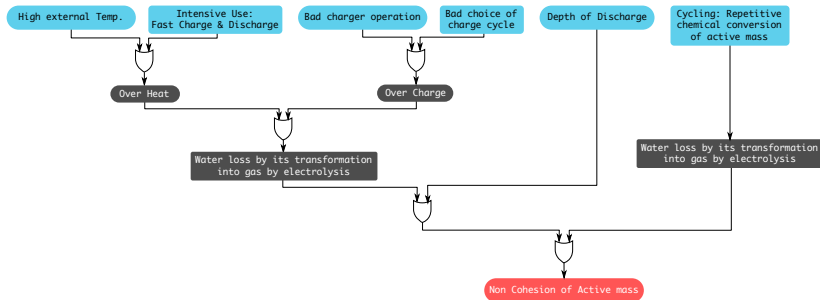 High external Temp.
Intensive Use:
Fast Charge & Discharge
Bad charger operation
Bad choice of
charge cycle
Depth of Discharge
Cycling: Repetitive
chemical conversion
of active mass
Over Heat
Over Charge
Water loss by its transformation
into gas by electrolysis
Water loss by its transformation
into gas by electrolysis
Non Cohesion of Active mass